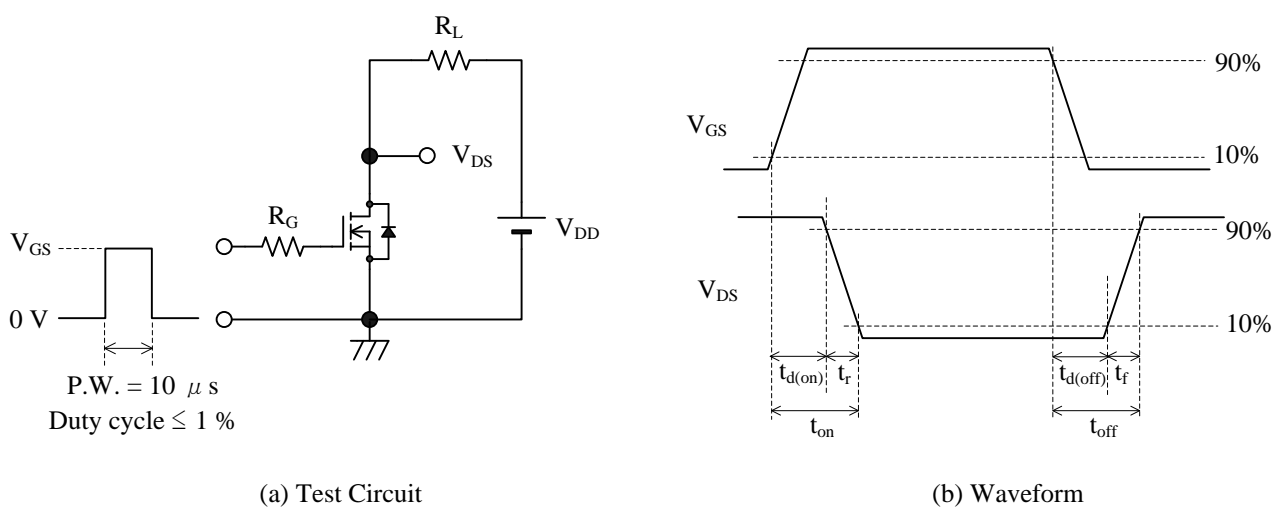 R_L
V_DS
R_G
V_DD
V_GS
0 V
P.W. = 10 μ s
Duty cycle ≤ 1 %
(a) Test Circuit
90%
V_GS
10%
90%
V_DS
10%
t_d(on) t_r t_d(off) t_f
t_on t_off
(b) Waveform